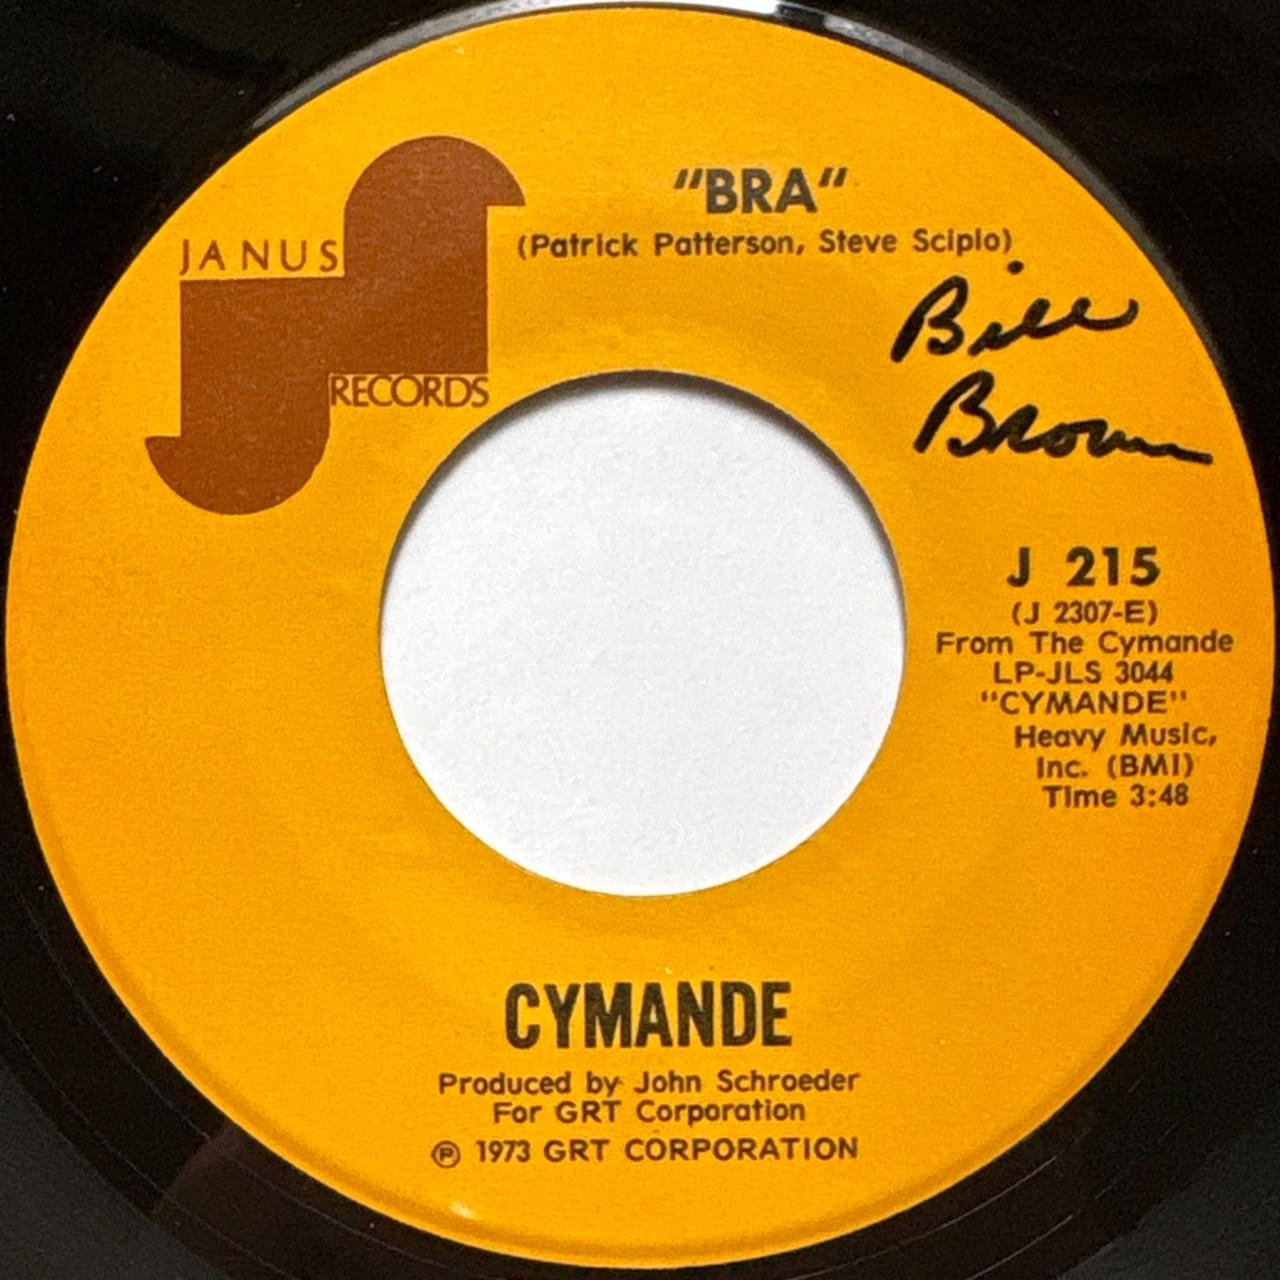 JANUS
RECORDS
"BRA"
(Patrick Patterson, Steve Scipio)
Bill
Brown
J 215
(J 2307-E)
From The Cymande
LP-JLS 3044
"CYMANDE"
Heavy Music,
Inc. (BMI)
Time 3:48
CYMANDE
Produced by John Schroeder
For GRT Corporation
℗ 1973 GRT CORPORATION